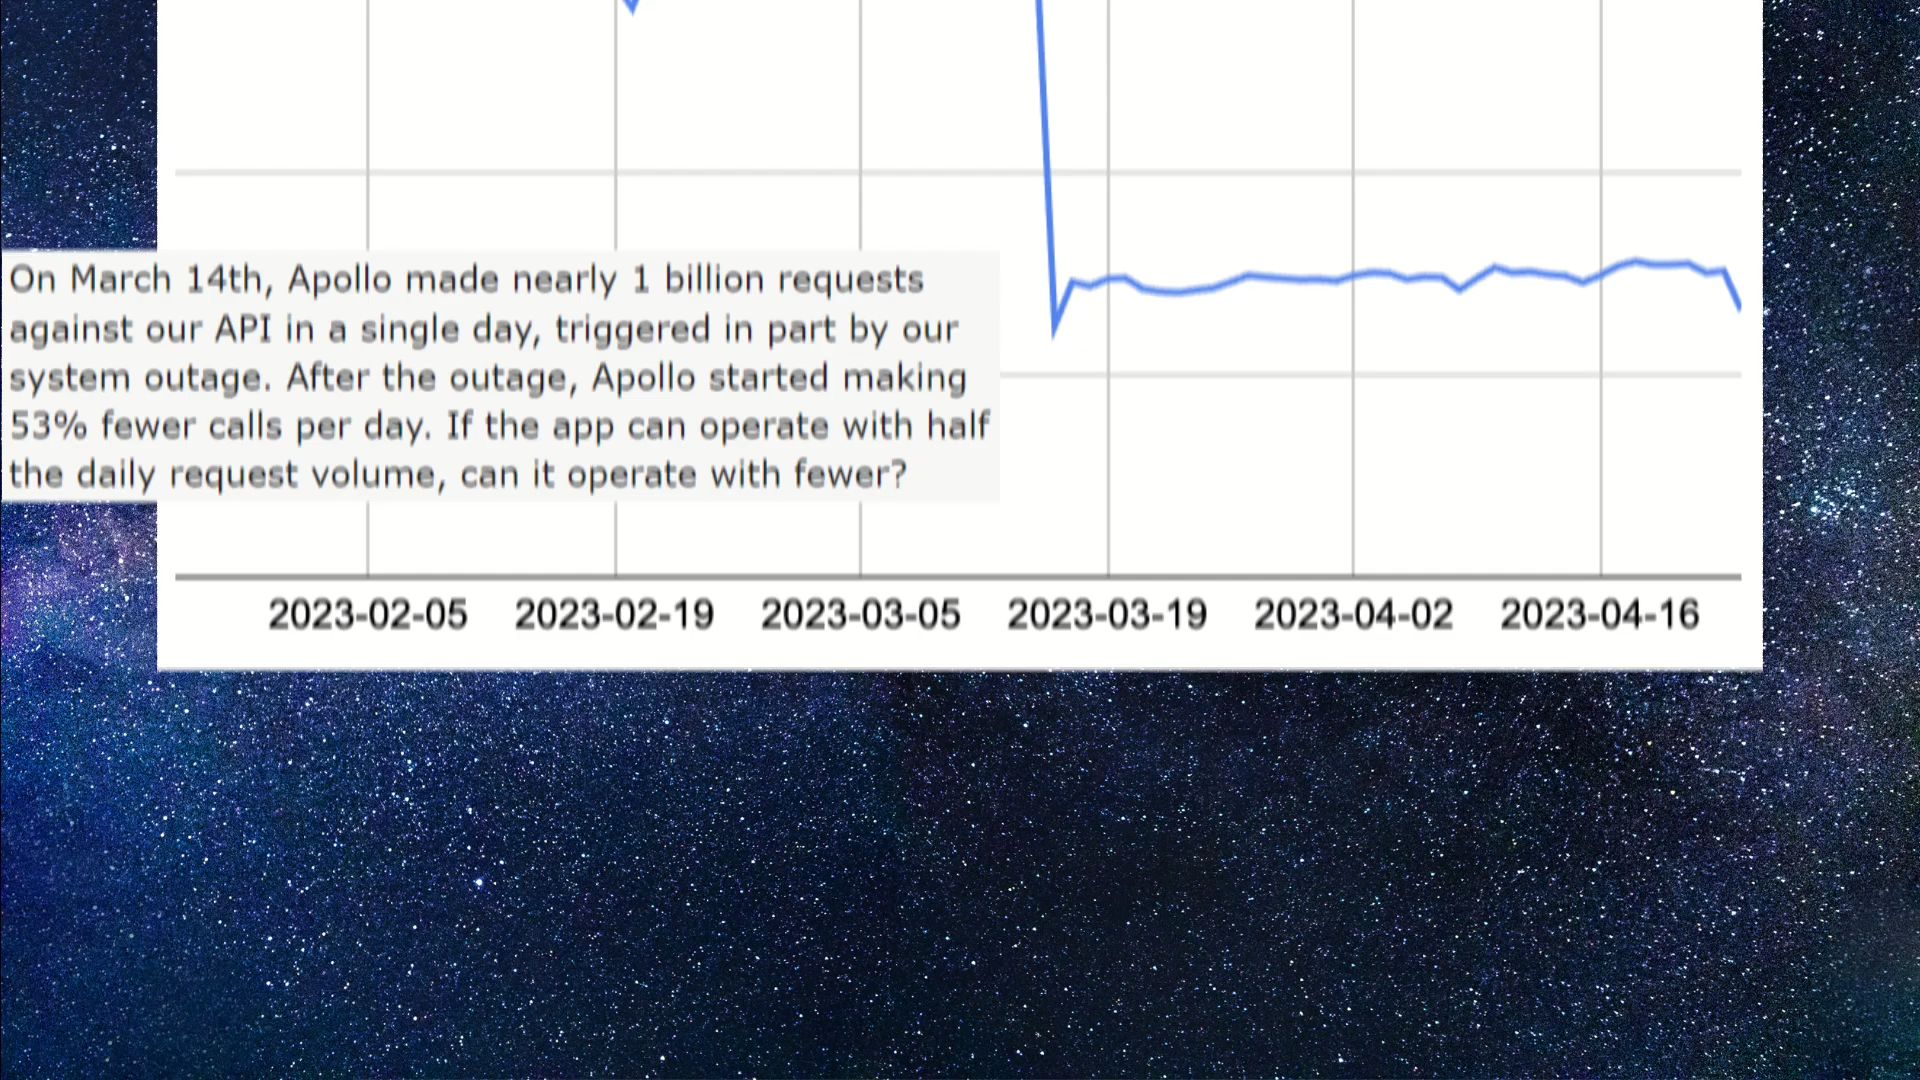 On March 14th, Apollo made nearly 1 billion requests
against our API in a single day, triggered in part by our
system outage. After the outage, Apollo started making
53% fewer calls per day. If the app can operate with half
the daily request volume, can it operate with fewer?
2023-02-05 2023-02-19 2023-03-05 2023-03-19 2023-04-02 2023-04-16